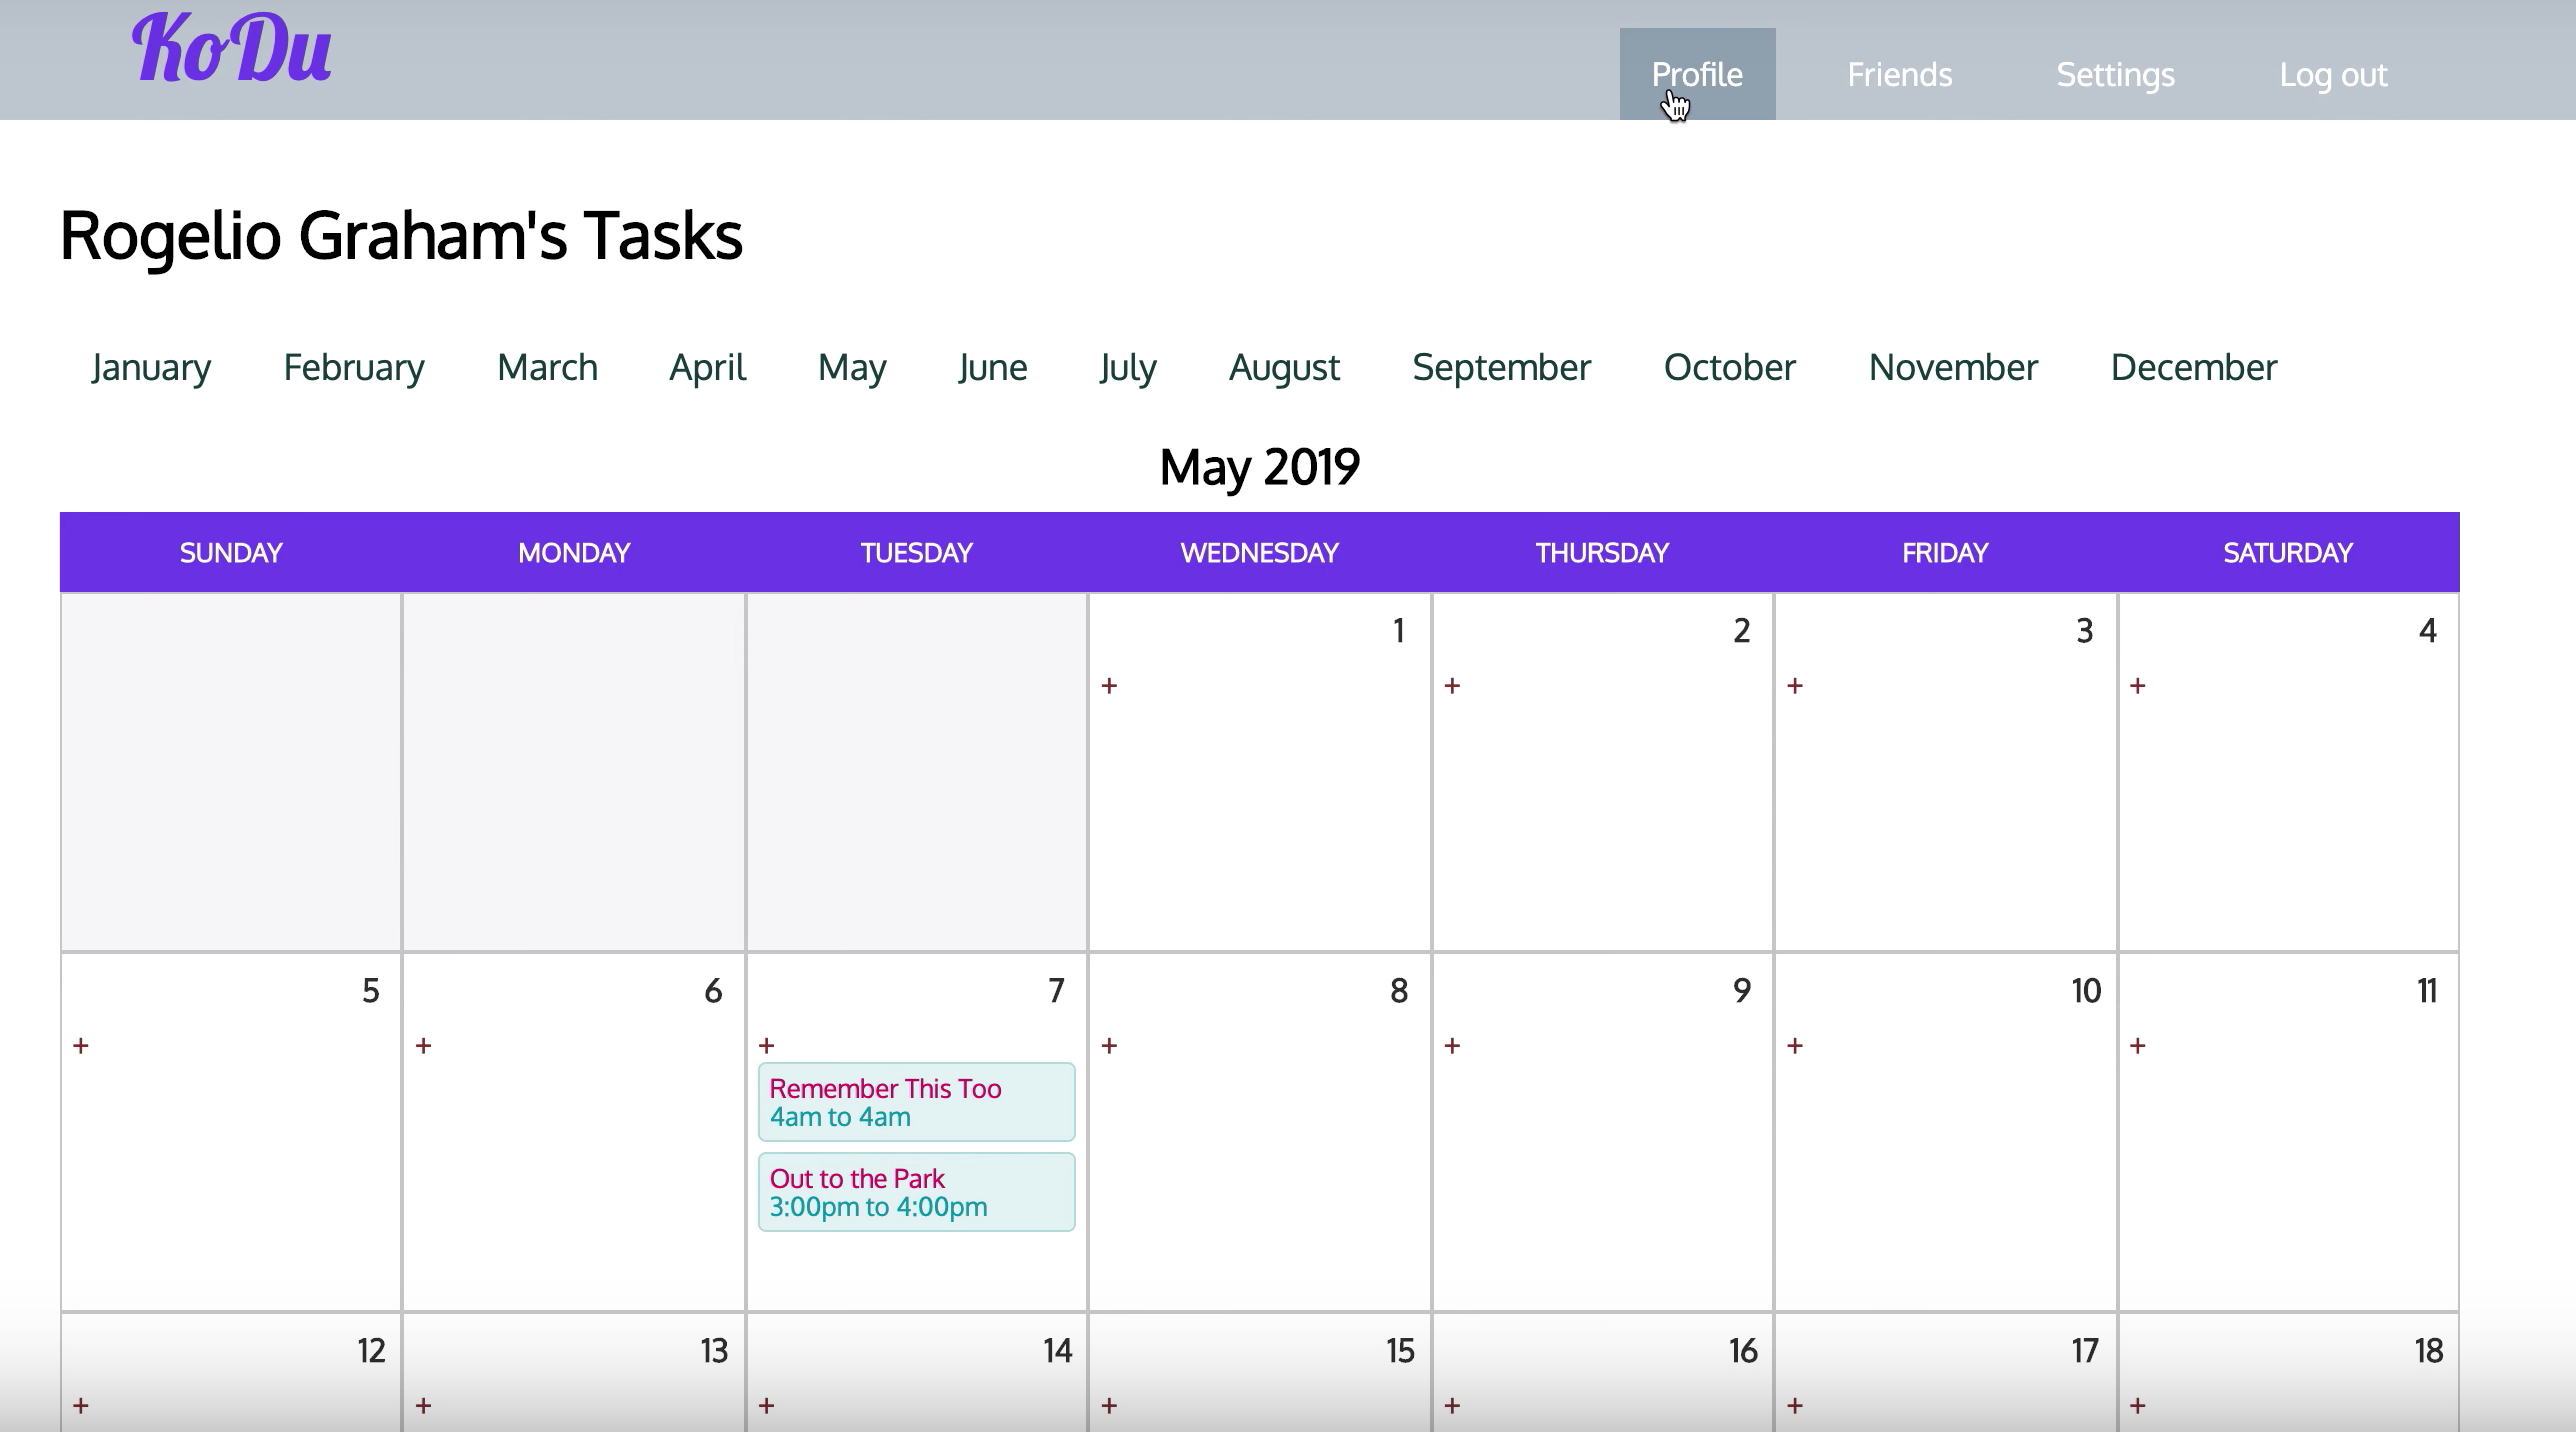 KoDu
Profile Friends Settings Log out
Rogelio Graham's Tasks
January February March April May June July August September October November December
May 2019
SUNDAY MONDAY TUESDAY WEDNESDAY THURSDAY FRIDAY SATURDAY
1 2 3 4
+ + + +
5 6 7 8 9 10 11
+ + + + + + +
Remember This Too
4am to 4am
Out to the Park
3:00pm to 4:00pm
12 13 14 15 16 17 18
+ + + + + + +